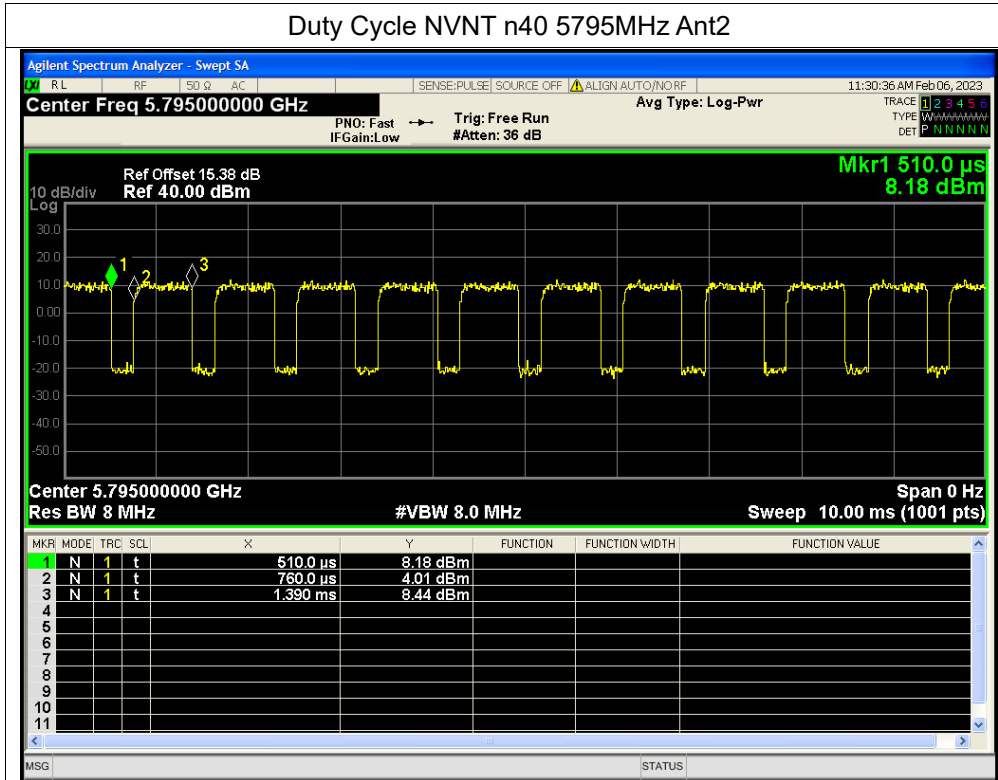 Duty Cycle NVNT n40 5795MHz Ant2
Agilent Spectrum Analyzer - Swept SA
LXI RL RF 50 Ω AC SENSE:PULSE SOURCE OFF ALIGN AUTO/NO RF 11:30:36 AM Feb 06, 2023
Center Freq 5.795000000 GHz Avg Type: Log-Pwr TRACE 1 2 3 4 5 6
PNO: Fast Trig: Free Run TYPE WWWWWW
IFGain:Low #Atten: 36 dB DET P N N N N N
Mkr1 510.0 µs
Ref Offset 15.38 dB
10 dB/div Ref 40.00 dBm 8.18 dBm
Log
30.0
20.0
1 2 3
10.0
0.00
-10.0
-20.0
-30.0
-40.0
-50.0
Center 5.795000000 GHz Span 0 Hz
Res BW 8 MHz #VBW 8.0 MHz Sweep 10.00 ms (1001 pts)
MKR MODE TRC SCL X Y FUNCTION FUNCTION WIDTH FUNCTION VALUE
1 N 1 t 510.0 µs 8.18 dBm
2 N 1 t 760.0 µs 4.01 dBm
3 N 1 t 1.390 ms 8.44 dBm
4
5
6
7
8
9
10
11
MSG STATUS